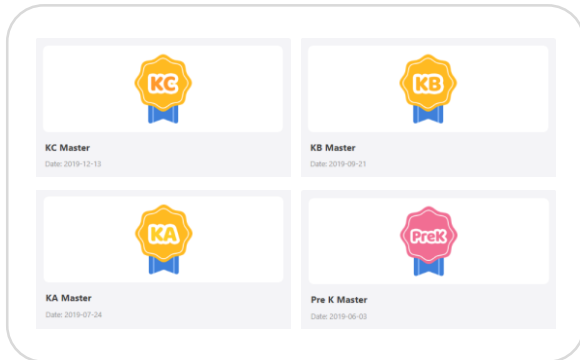 KC
KC Master
Date: 2019-12-13
KB
KB Master
Date: 2019-09-21
KA
KA Master
Date: 2019-07-24
PreK
Pre K Master
Date: 2019-06-03